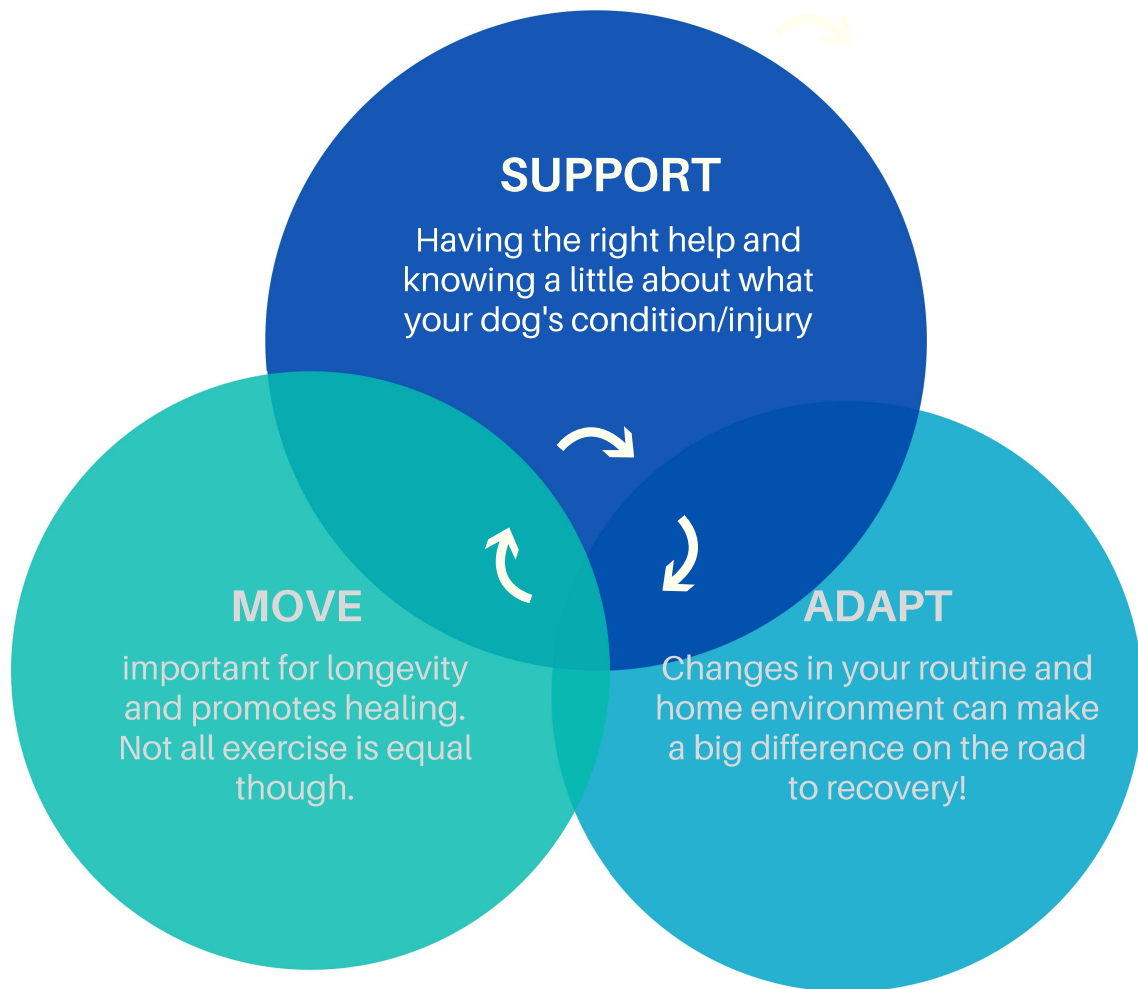 SUPPORT
Having the right help and
knowing a little about what
your dog's condition/injury
MOVE
important for longevity
and promotes healing.
Not all exercise is equal
though.
ADAPT
Changes in your routine and
home environment can make
a big difference on the road
to recovery!